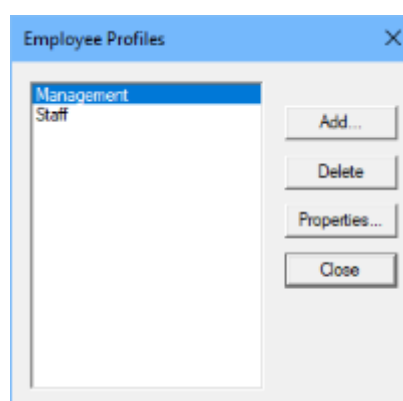 Employee Profiles
Management
Staff
Add...
Delete
Properties...
Close